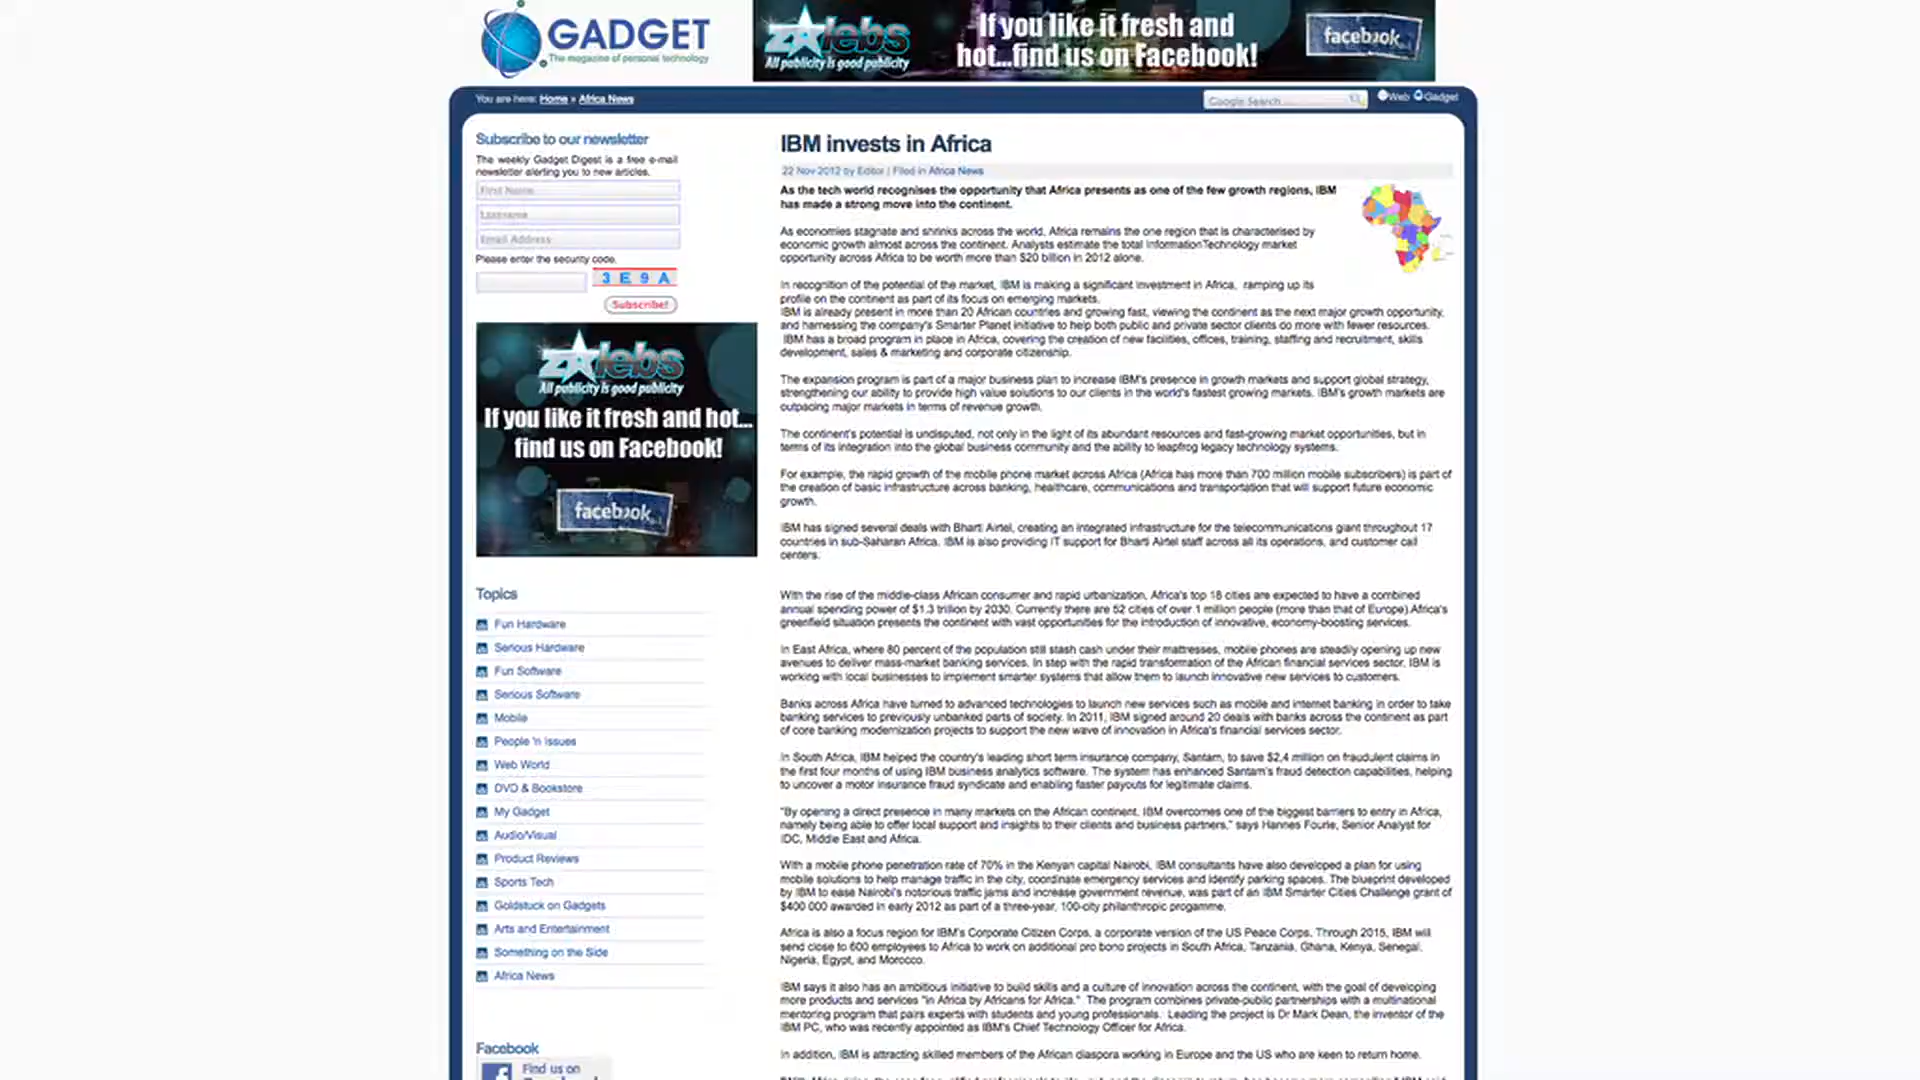 GADGET
The magazine of personal technology
ZAlebs
All publicity is good publicity
If you like it fresh and
hot...find us on Facebook!
facebook
You are here: Home » Africa News
Google Search...
Web Gadget
Subscribe to our newsletter
The weekly Gadget Digest is a free e-mail
newsletter alerting you to new articles.
First Name
Lastname
Email Address
Please enter the security code.
3 E 9 A
Subscribe!
ZAlebs
All publicity is good publicity
If you like it fresh and hot...
find us on Facebook!
facebook
Topics
Fun Hardware
Serious Hardware
Fun Software
Serious Software
Mobile
People 'n Issues
Web World
DVD & Bookstore
My Gadget
Audio/Visual
Product Reviews
Sports Tech
Goldstuck on Gadgets
Arts and Entertainment
Something on the Side
Africa News
Facebook
Find us on
IBM invests in Africa
22 Nov 2012 by Editor | Filed in Africa News
As the tech world recognises the opportunity that Africa presents as one of the few growth regions, IBM
has made a strong move into the continent.
As economies stagnate and shrinks across the world, Africa remains the one region that is characterised by
economic growth almost across the continent. Analysts estimate the total InformationTechnology market
opportunity across Africa to be worth more than $20 billion in 2012 alone.
In recognition of the potential of the market, IBM is making a significant investment in Africa, ramping up its
profile on the continent as part of its focus on emerging markets.
IBM is already present in more than 20 African countries and growing fast, viewing the continent as the next major growth opportunity,
and harnessing the company's Smarter Planet initiative to help both public and private sector clients do more with fewer resources.
IBM has a broad program in place in Africa, covering the creation of new facilities, offices, training, staffing and recruitment, skills
development, sales & marketing and corporate citizenship.
The expansion program is part of a major business plan to increase IBM's presence in growth markets and support global strategy,
strengthening our ability to provide high value solutions to our clients in the world's fastest growing markets. IBM's growth markets are
outpacing major markets in terms of revenue growth.
The continent's potential is undisputed, not only in the light of its abundant resources and fast-growing market opportunities, but in
terms of its integration into the global business community and the ability to leapfrog legacy technology systems.
For example, the rapid growth of the mobile phone market across Africa (Africa has more than 700 million mobile subscribers) is part of
the creation of basic infrastructure across banking, healthcare, communications and transportation that will support future economic
growth.
IBM has signed several deals with Bharti Airtel, creating an integrated infrastructure for the telecommunications giant throughout 17
countries in sub-Saharan Africa. IBM is also providing IT support for Bharti Airtel staff across all its operations, and customer call
centers.
With the rise of the middle-class African consumer and rapid urbanization, Africa's top 18 cities are expected to have a combined
annual spending power of $1.3 trillion by 2030. Currently there are 52 cities of over 1 million people (more than that of Europe).Africa's
greenfield situation presents the continent with vast opportunities for the introduction of innovative, economy-boosting services.
In East Africa, where 80 percent of the population still stash cash under their mattresses, mobile phones are steadily opening up new
avenues to deliver mass-market banking services. In step with the rapid transformation of the African financial services sector, IBM is
working with local businesses to implement smarter systems that allow them to launch innovative new services to customers.
Banks across Africa have turned to advanced technologies to launch new services such as mobile and internet banking in order to take
banking services to previously unbanked parts of society. In 2011, IBM signed around 20 deals with banks across the continent as part
of core banking modernization projects to support the new wave of innovation in Africa's financial services sector.
In South Africa, IBM helped the country's leading short term insurance company, Santam, to save $2,4 million on fraudulent claims in
the first four months of using IBM business analytics software. The system has enhanced Santam's fraud detection capabilities, helping
to uncover a motor insurance fraud syndicate and enabling faster payouts for legitimate claims.
"By opening a direct presence in many markets on the African continent, IBM overcomes one of the biggest barriers to entry in Africa,
namely being able to offer local support and insights to their clients and business partners," says Hannes Fourie, Senior Analyst for
IDC, Middle East and Africa.
With a mobile phone penetration rate of 70% in the Kenyan capital Nairobi, IBM consultants have also developed a plan for using
mobile solutions to help manage traffic in the city, coordinate emergency services and identify parking spaces. The blueprint developed
by IBM to ease Nairobi's notorious traffic jams and increase government revenue, was part of an IBM Smarter Cities Challenge grant of
$400 000 awarded in early 2012 as part of a three-year, 100-city philanthropic progamme.
Africa is also a focus region for IBM's Corporate Citizen Corps, a corporate version of the US Peace Corps. Through 2015, IBM will
send close to 600 employees to Africa to work on additional pro bono projects in South Africa, Tanzania, Ghana, Kenya, Senegal,
Nigeria, Egypt, and Morocco.
IBM says it also has an ambitious initiative to build skills and a culture of innovation across the continent, with the goal of developing
more products and services "in Africa by Africans for Africa." The program combines private-public partnerships with a multinational
mentoring program that pairs experts with students and young professionals. Leading the project is Dr Mark Dean, the inventor of the
IBM PC, who was recently appointed as IBM's Chief Technology Officer for Africa.
In addition, IBM is attracting skilled members of the African diaspora working in Europe and the US who are keen to return home.